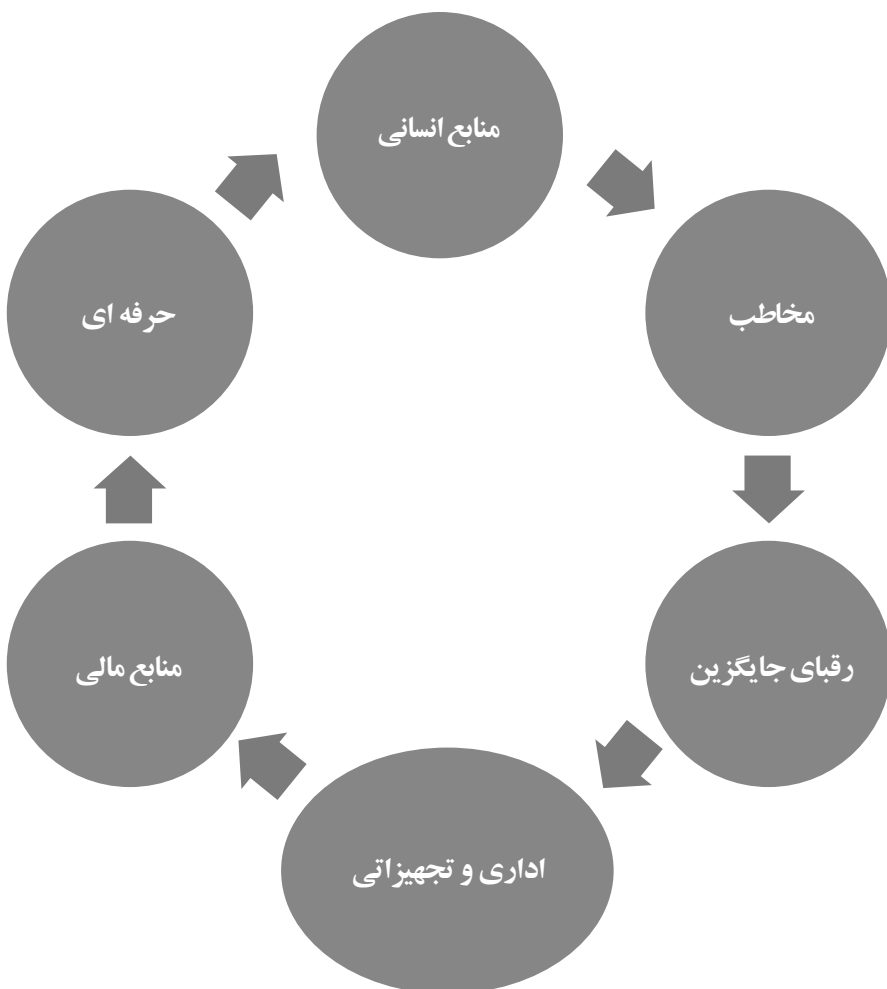 منابع انسانی
مخاطب
رقبای جایگزین
اداری و تجهیزاتی
منابع مالی
حرفه ای